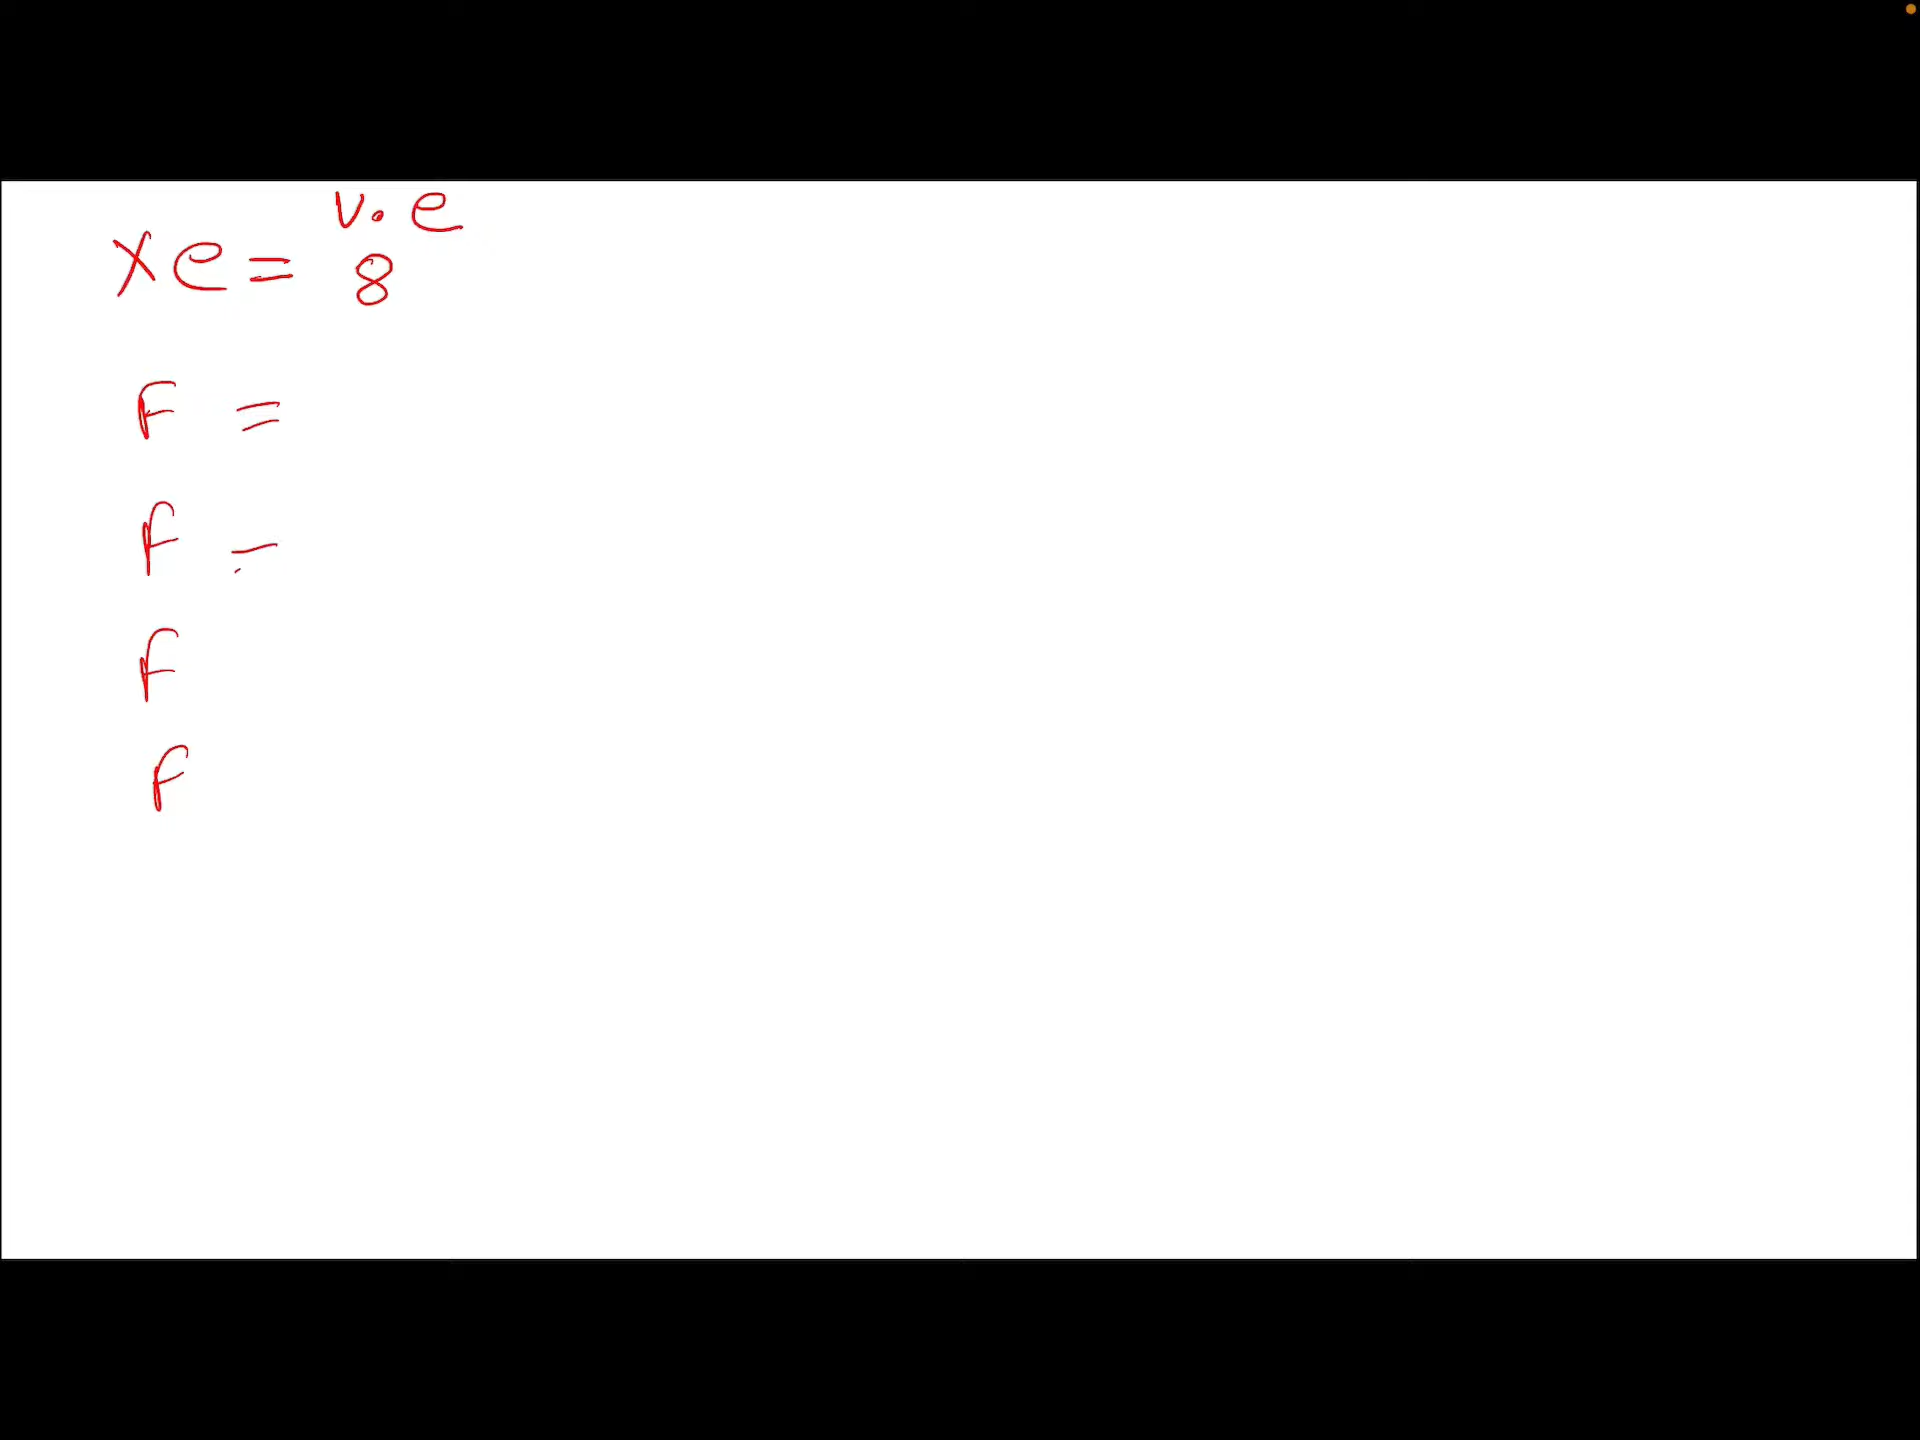 v.e
Xe = 8
F =
F =
F
F